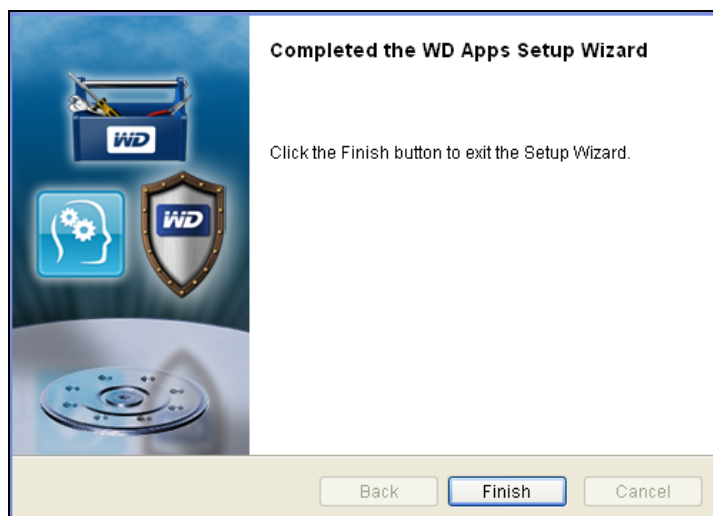 Completed the WD Apps Setup Wizard
WD
Click the Finish button to exit the Setup Wizard.
WD
Back
Finish
Cancel